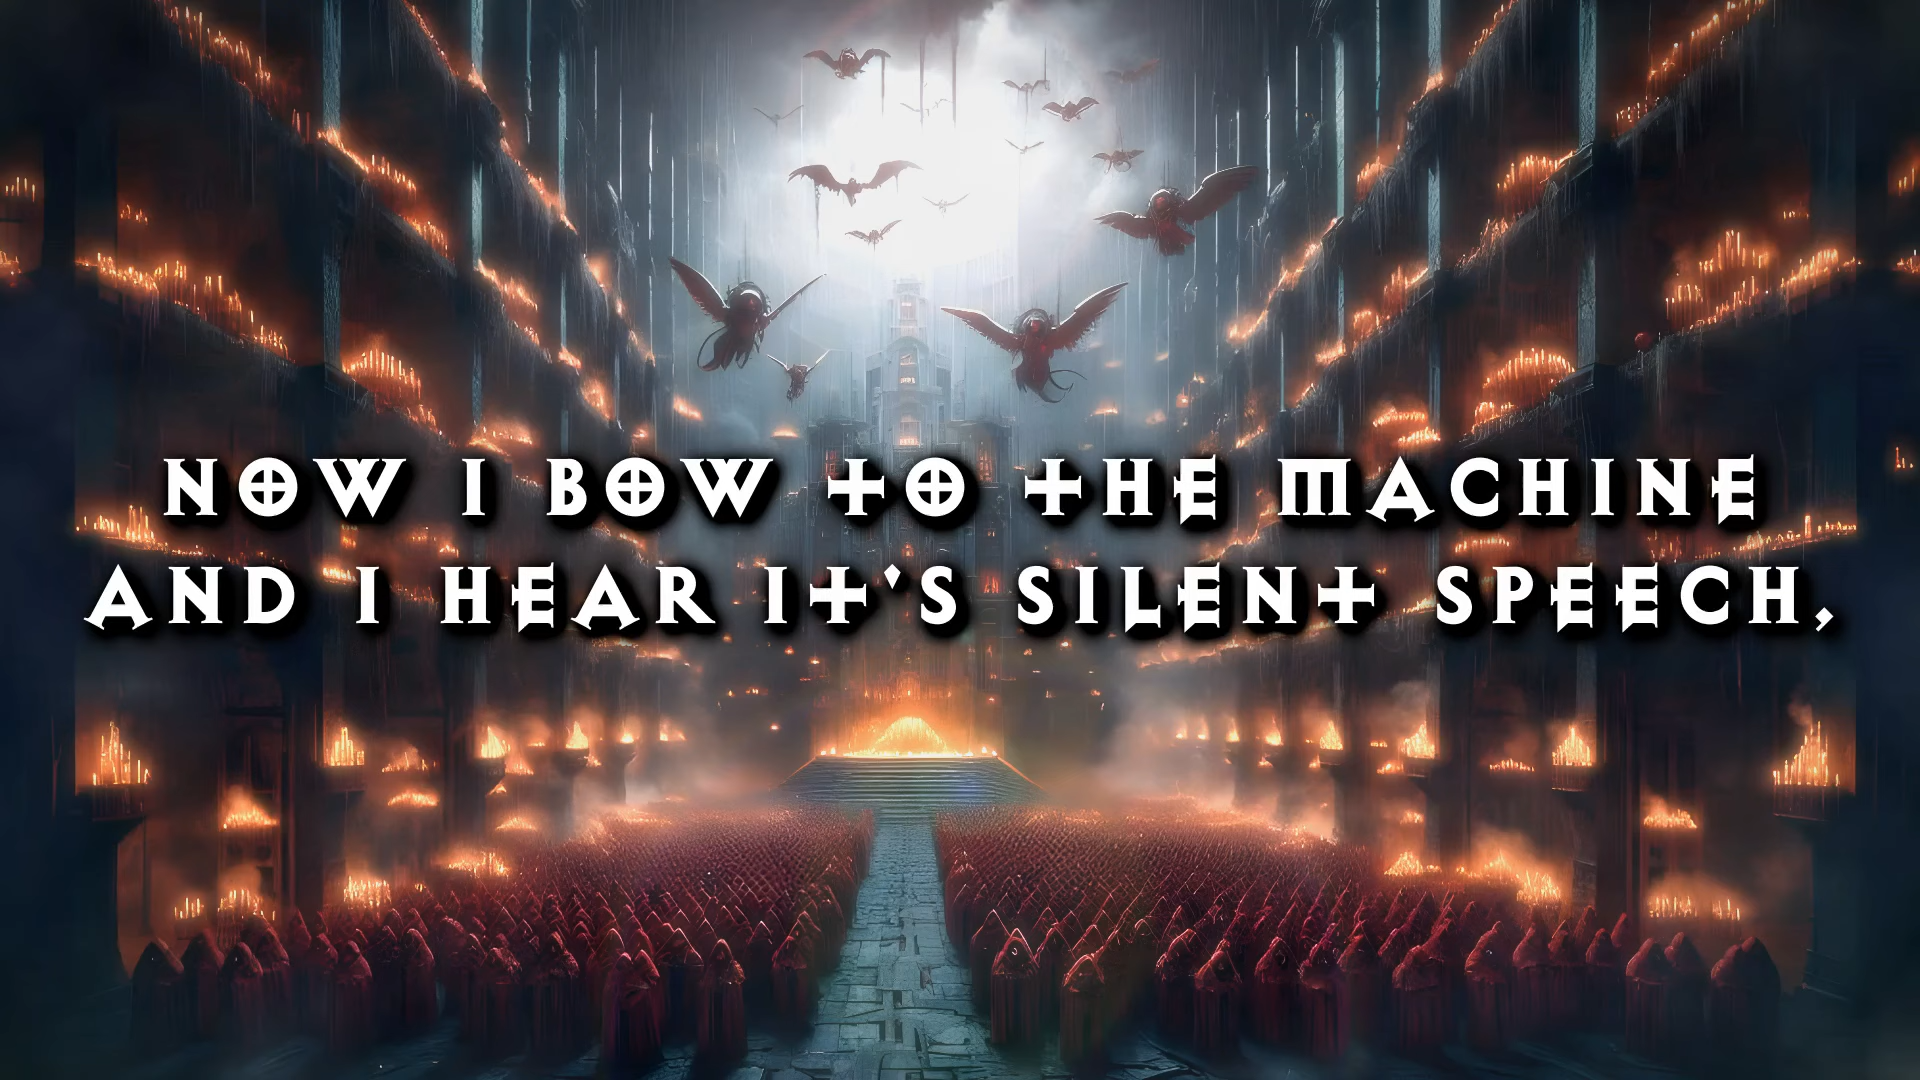 NOW I BOW TO THE MACHINE
AND I HEAR IT'S SILENT SPEECH,